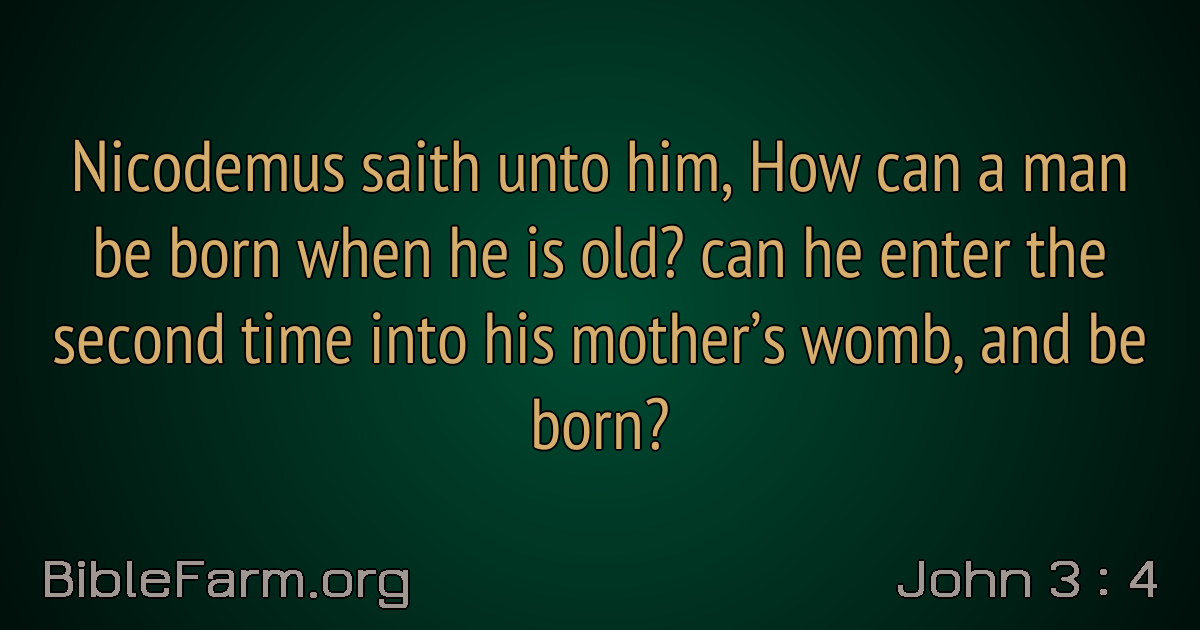 Nicodemus saith unto him, How can a man
be born when he is old? can he enter the
second time into his mother’s womb, and be
born?
BibleFarm.org
John 3 : 4